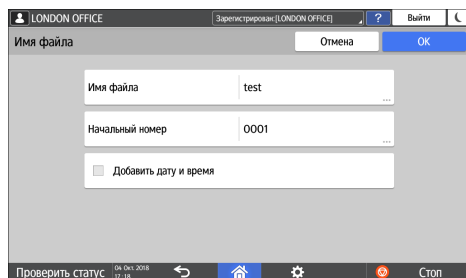 LONDON OFFICE
Зарегистрирован:[LONDON OFFICE]
?
Выйти
Имя файла
Отмена
OK
Имя файла
test
...
Начальный номер
0001
...
Добавить дату и время
Проверить статус
04 Окт. 2018
17:18
Стоп